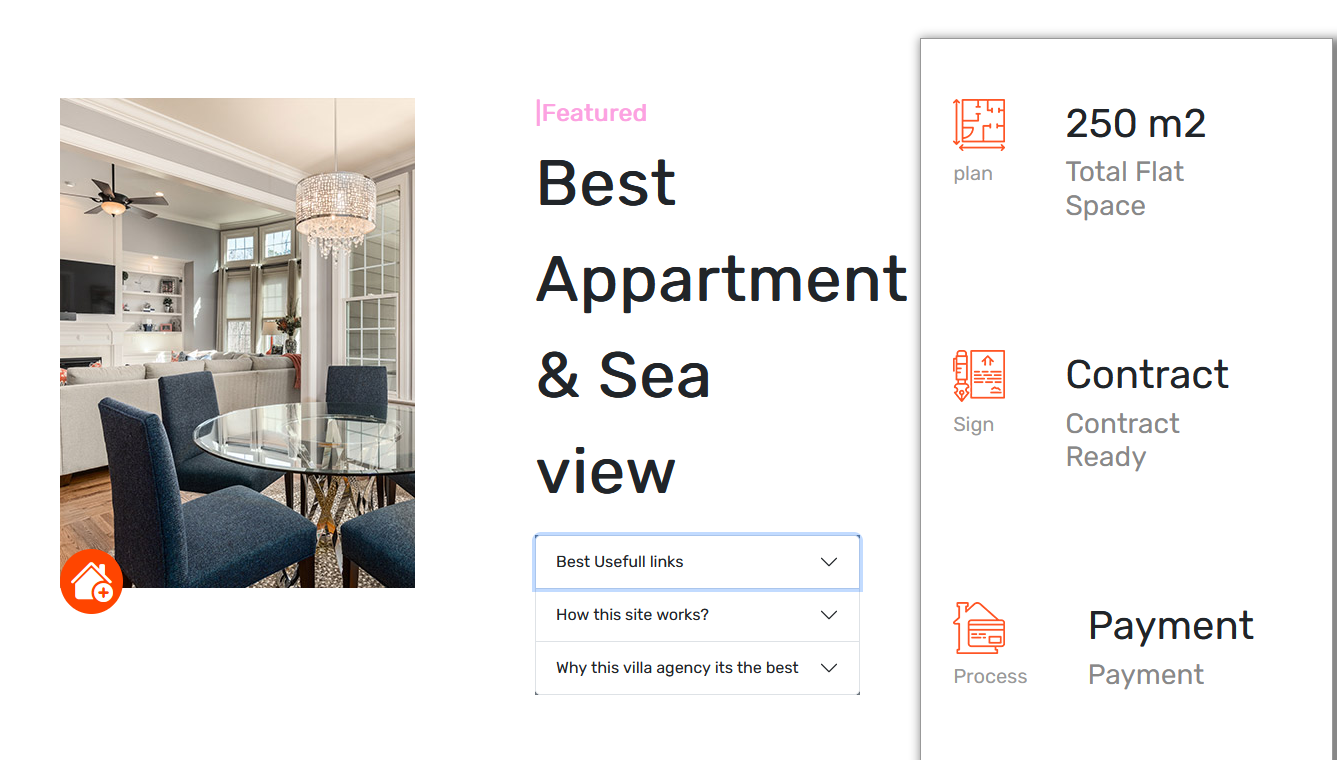 |Featured
Best
Appartment
& Sea
view
Best Usefull links
How this site works?
Why this villa agency its the best
plan
250 m2
Total Flat
Space
Sign
Contract
Contract
Ready
Process
Payment
Payment